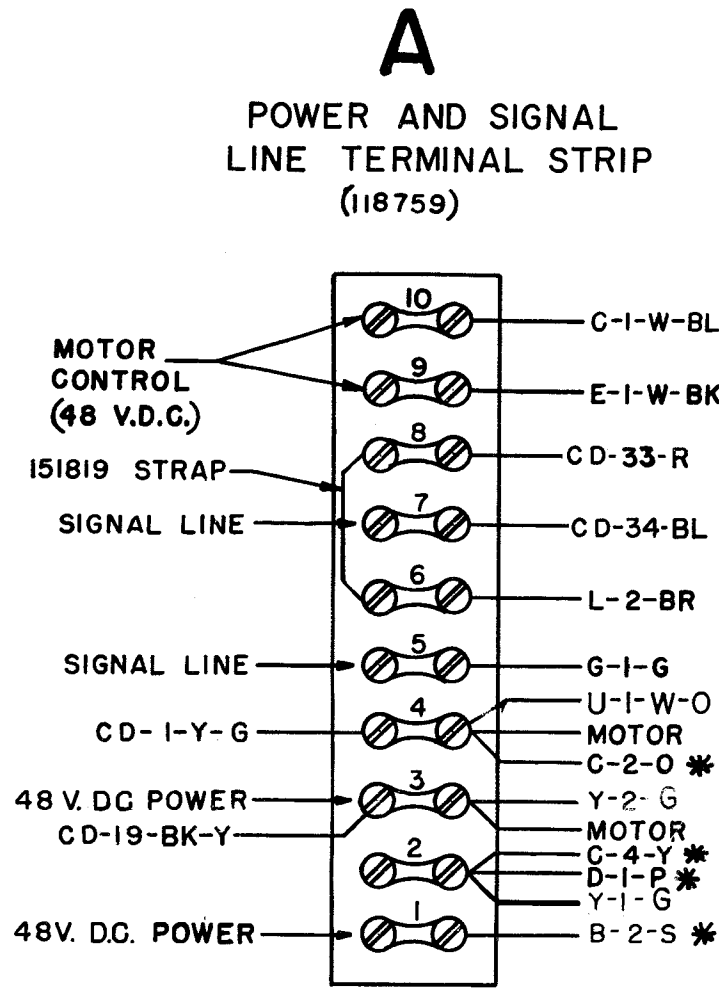 A
POWER AND SIGNAL
LINE TERMINAL STRIP
(118759)
10
C-1-W-BL
MOTOR
CONTROL
(48 V.D.C.)
9
E-1-W-BK
8
CD-33-R
151819 STRAP
7
SIGNAL LINE
CD-34-BL
6
L-2-BR
5
SIGNAL LINE
G-1-G
4
U-1-W-O
CD-1-Y-G
MOTOR
C-2-O *
3
48 V. DC POWER
Y-2-G
CD-19-BK-Y
MOTOR
2
C-4-Y *
D-1-P *
Y-1-G
1
48V. D.C. POWER
B-2-S *